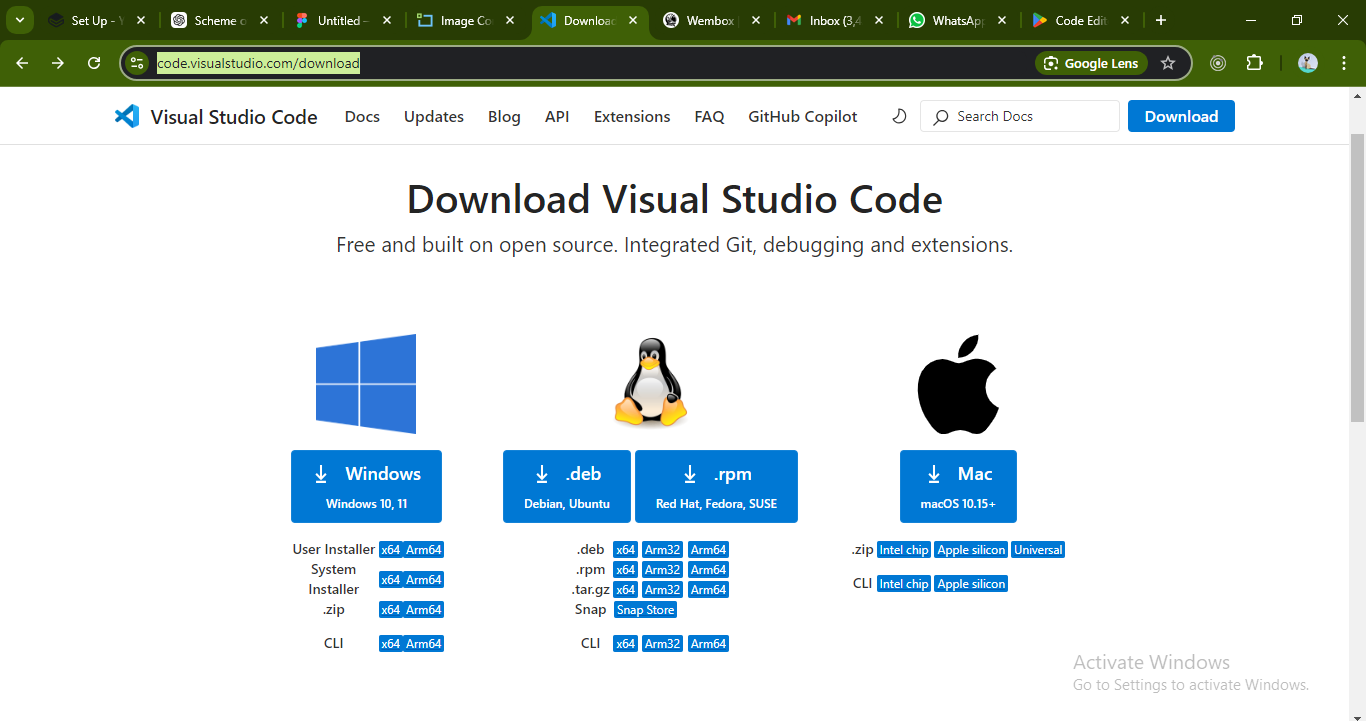 Set Up - Y
Scheme o
Untitled –
Image Co
Download
Wembox
Inbox (3,4
WhatsApp
Code Edit
code.visualstudio.com/download
Google Lens
Visual Studio Code Docs Updates Blog API Extensions FAQ GitHub Copilot
Search Docs
Download
Download Visual Studio Code
Free and built on open source. Integrated Git, debugging and extensions.
Windows
Windows 10, 11
User Installer x64 Arm64
System Installer x64 Arm64
.zip x64 Arm64
CLI x64 Arm64
.deb
Debian, Ubuntu
.rpm
Red Hat, Fedora, SUSE
.deb x64 Arm32 Arm64
.rpm x64 Arm32 Arm64
.tar.gz x64 Arm32 Arm64
Snap Snap Store
CLI x64 Arm32 Arm64
Mac
macOS 10.15+
.zip Intel chip Apple silicon Universal
CLI Intel chip Apple silicon
Activate Windows
Go to Settings to activate Windows.